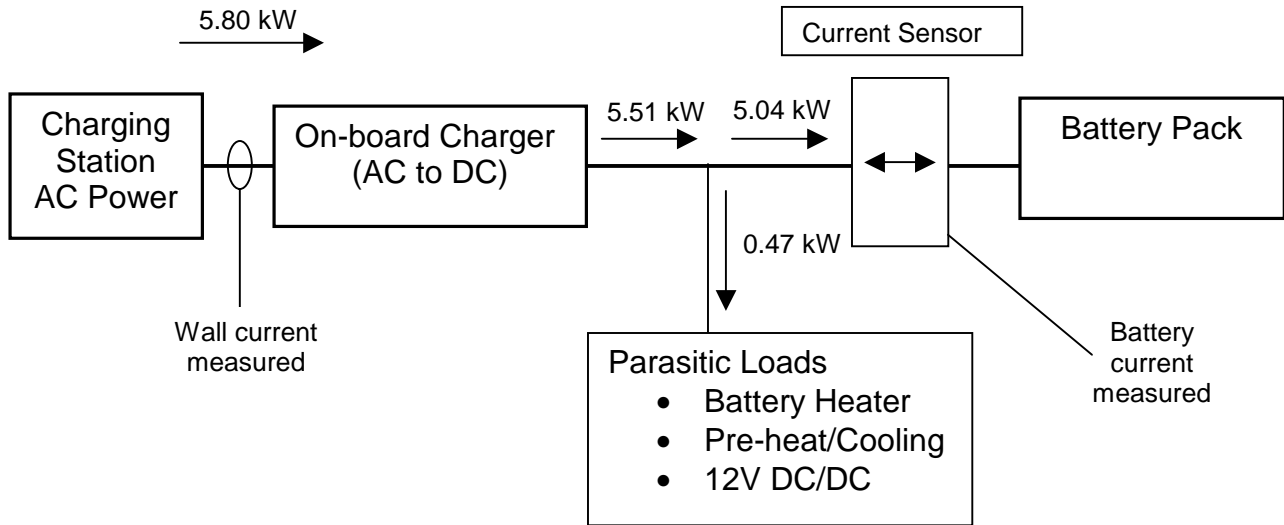 5.80 kW
Current Sensor
Charging
Station
AC Power
On-board Charger
(AC to DC)
5.51 kW
5.04 kW
Battery Pack
0.47 kW
Wall current
measured
Parasitic Loads
• Battery Heater
• Pre-heat/Cooling
• 12V DC/DC
Battery
current
measured